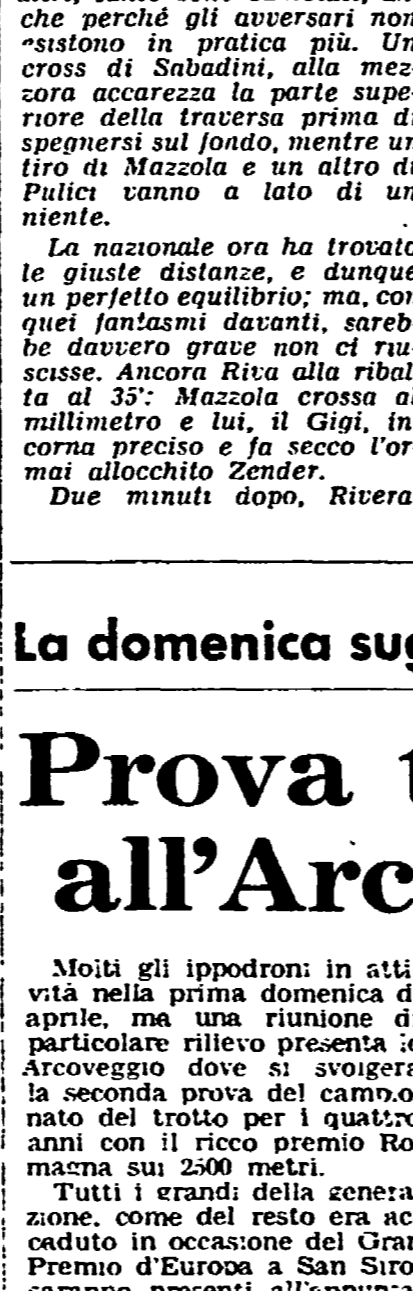 che perché gli avversari non
esistono in pratica più. Un
cross di Sabadini, alla mez-
zora accarezza la parte supe-
riore della traversa prima di
spegnersi sul fondo, mentre un
tiro di Mazzola e un altro di
Pulici vanno a lato di un
niente.
La nazionale ora ha trovato
le giuste distanze, e dunque
un perfetto equilibrio; ma, con
quei fantasmi davanti, sareb-
be davvero grave non ci riu-
scisse. Ancora Riva alla ribal-
ta al 35': Mazzola crossa al
millimetro e lui, il Gigi, in-
corna preciso e fa secco l'or-
mai allocchito Zender.
Due minuti dopo, Rivera
La domenica sug
Prova t
all'Arc
Molti gli ippodromi in atti-
vità nella prima domenica di
aprile, ma una riunione di
particolare rilievo presenta
Arcoveggio dove si svolgerà
la seconda prova del campio-
nato del trotto per i quattro
anni con il ricco premio Ro-
magna sui 2500 metri.
Tutti i grandi della genera-
zione, come del resto era ac-
caduto in occasione del Gran
Premio d'Europa a San Siro
presenti